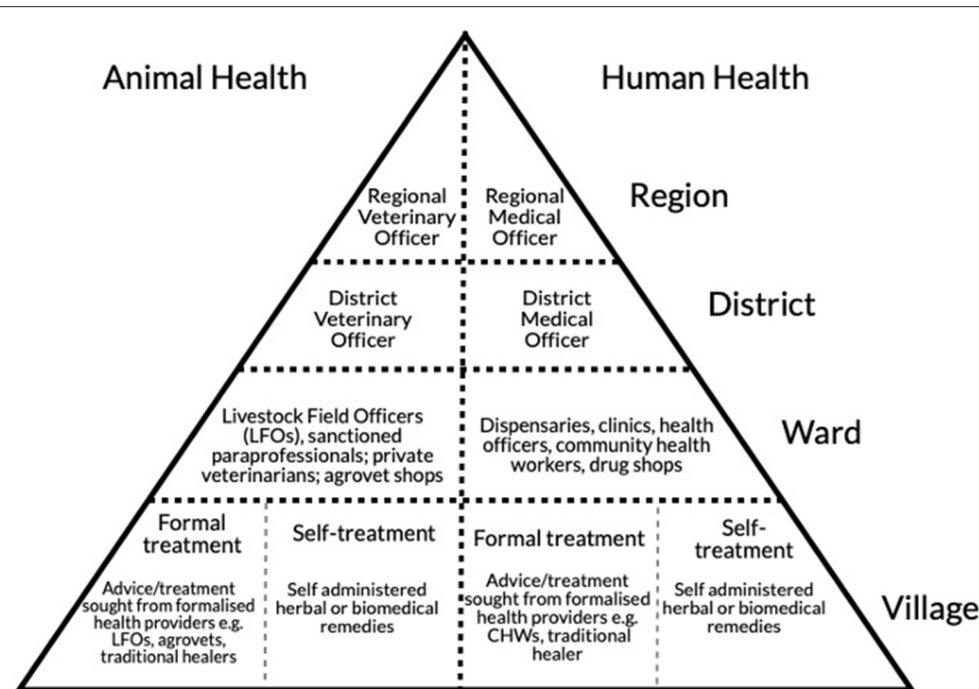 Animal Health
Human Health
Regional
Veterinary
Officer
Regional
Medical
Officer
Region
District
Veterinary
Officer
District
Medical
Officer
District
Livestock Field Officers
(LFOs), sanctioned
paraprofessionals; private
veterinarians; agrovet shops
Dispensaries, clinics, health
officers, community health
workers, drug shops
Ward
Formal
treatment
Advice/treatment
sought from formalised
health providers e.g.
LFOs, agrovets,
traditional healers
Self-treatment
Self administered
herbal or biomedical
remedies
Formal treatment
Advice/treatment
sought from formalised
health providers e.g.
CHWs, traditional
healer
Self-
treatment
Self administered
herbal or biomedical
remedies
Village